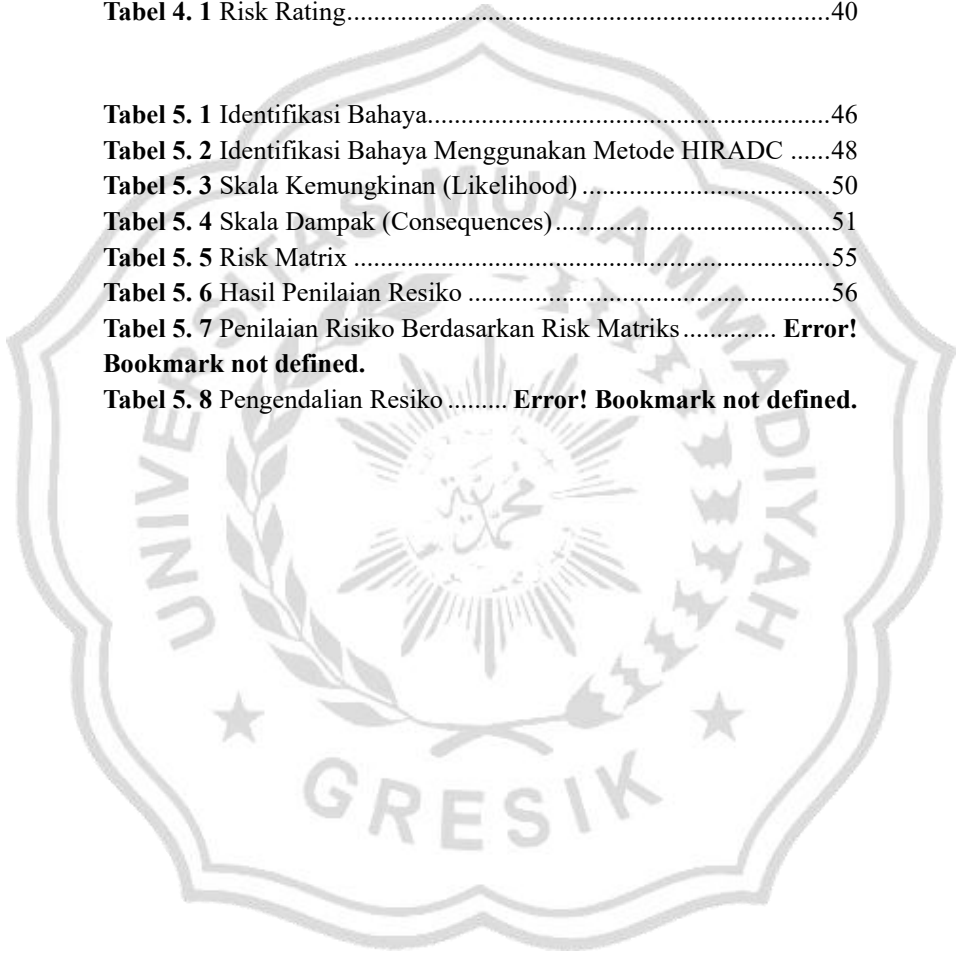 Tabel 4. 1 Risk Rating.......................................................................40
Tabel 5. 1 Identifikasi Bahaya...........................................................46
Tabel 5. 2 Identifikasi Bahaya Menggunakan Metode HIRADC ......48
Tabel 5. 3 Skala Kemungkinan (Likelihood) .....................................50
Tabel 5. 4 Skala Dampak (Consequences).........................................51
Tabel 5. 5 Risk Matrix .......................................................................55
Tabel 5. 6 Hasil Penilaian Resiko ......................................................56
Tabel 5. 7 Penilaian Risiko Berdasarkan Risk Matriks.............. Error!
Bookmark not defined.
Tabel 5. 8 Pengendalian Resiko ......... Error! Bookmark not defined.
UNIVERSITAS MUHAMMADIYAH
GRESIK